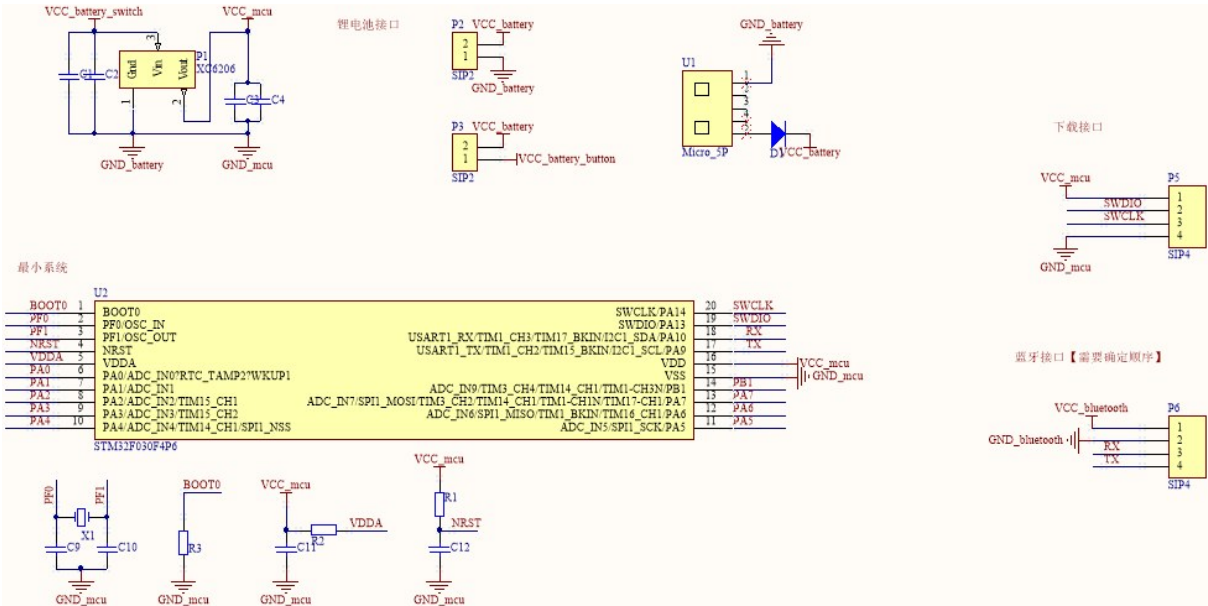 VCC_battery_switch
VCC_mcu
P1
XC6206
Gnd
Vin
Vout
3
1
2
C2
C4
GND_battery
GND_mcu
锂电池接口
P2
VCC_battery
2
1
SIP2
GND_battery
P3
VCC_battery
2
1
VCC_battery_button
SIP2
GND_battery
U1
1
2
3
4
5
Micro_5P
VCC_battery
下载接口
VCC_mcu
P5
1
SWDIO 2
SWCLK 3
4
GND_mcu
SIP4
最小系统
U2
BOOT0 1 BOOT0
PF0 2 PF0/OSC_IN
PF1 3 PF1/OSC_OUT
NRST 4 NRST
VDDA 5 VDDA
PA0 6 PA0/ADC_IN0?RTC_TAMP2?WKUP1
PA1 7 PA1/ADC_IN1
PA2 8 PA2/ADC_IN2/TIM15_CH1
PA3 9 PA3/ADC_IN3/TIM15_CH2
PA4 10 PA4/ADC_IN4/TIM14_CH1/SPI1_NSS
STM32F030F4P6
SWCLK/PA14 20 SWCLK
SWDIO/PA13 19 SWDIO
USART1_RX/TIM1_CH3/TIM17_BKIN/I2C1_SDA/PA10 18 RX
USART1_TX/TIM1_CH2/TIM15_BKIN/I2C1_SCL/PA9 17 TX
VDD 16 VCC_mcu
VSS 15 GND_mcu
ADC_IN9/TIM3_CH4/TIM14_CH1/TIM1-CH3N/PB1 14 PB1
ADC_IN7/SPI1_MOSI/TIM3_CH2/TIM14_CH1/TIM1-CH1N/TIM17-CH1/PA7 13 PA7
ADC_IN6/SPI1_MISO/TIM1_BKIN/TIM16_CH1/PA6 12 PA6
ADC_IN5/SPI1_SCK/PA5 11 PA5
蓝牙接口【需要确定顺序】
VCC_bluetooth
P6
1
GND_bluetooth 2
RX 3
TX 4
SIP4
PF0
PF1
X1
C9
C10
GND_mcu
BOOT0
R3
GND_mcu
VCC_mcu
VDDA
R2
C11
GND_mcu
VCC_mcu
R1
NRST
C12
GND_mcu